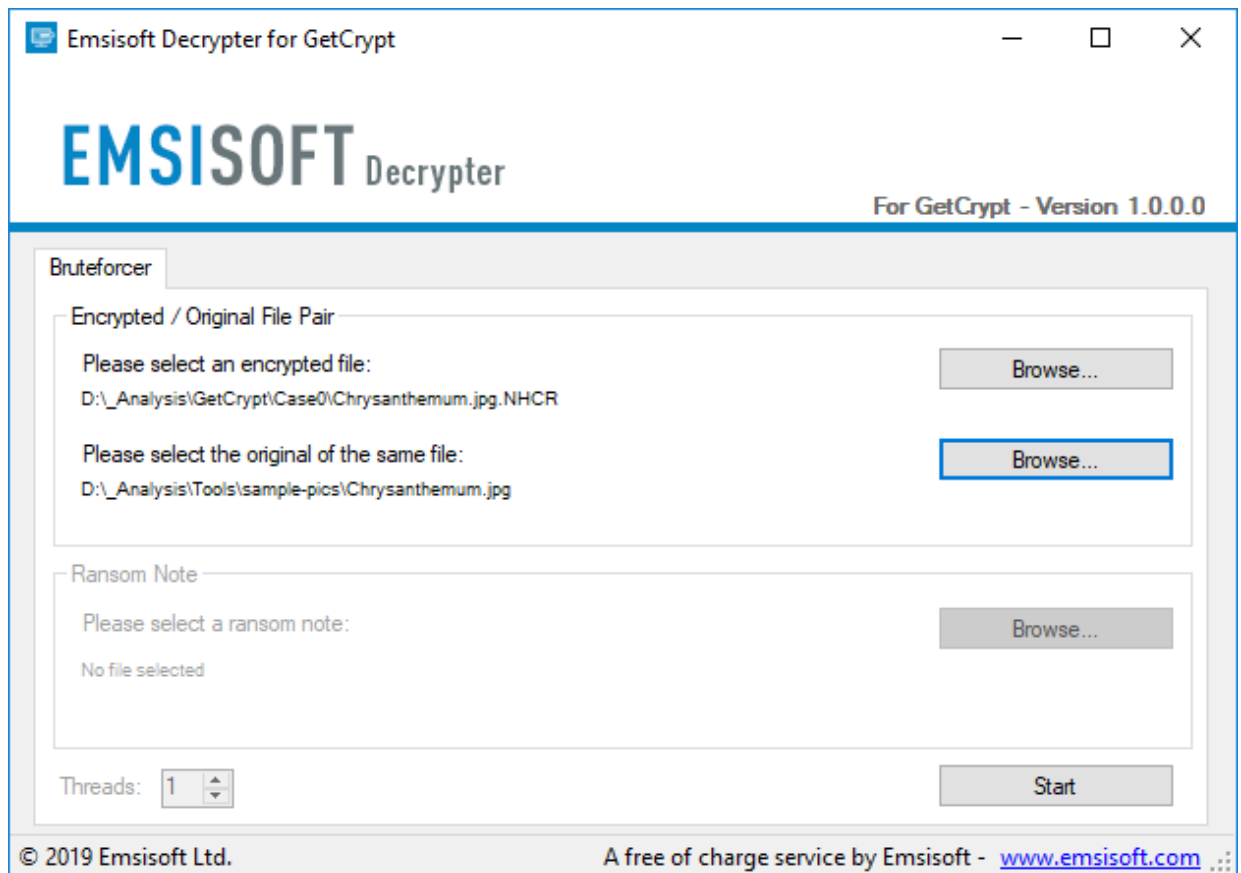 Emsisoft Decrypter for GetCrypt
EMSISOFT Decrypter
For GetCrypt - Version 1.0.0.0
Bruteforcer
Encrypted / Original File Pair
Please select an encrypted file:
Browse...
D:\_Analysis\GetCrypt\Case0\Chrysanthemum.jpg.NHCR
Please select the original of the same file:
Browse...
D:\_Analysis\Tools\sample-pics\Chrysanthemum.jpg
Ransom Note
Please select a ransom note:
Browse...
No file selected
Threads: 1
Start
© 2019 Emsisoft Ltd.
A free of charge service by Emsisoft - www.emsisoft.com